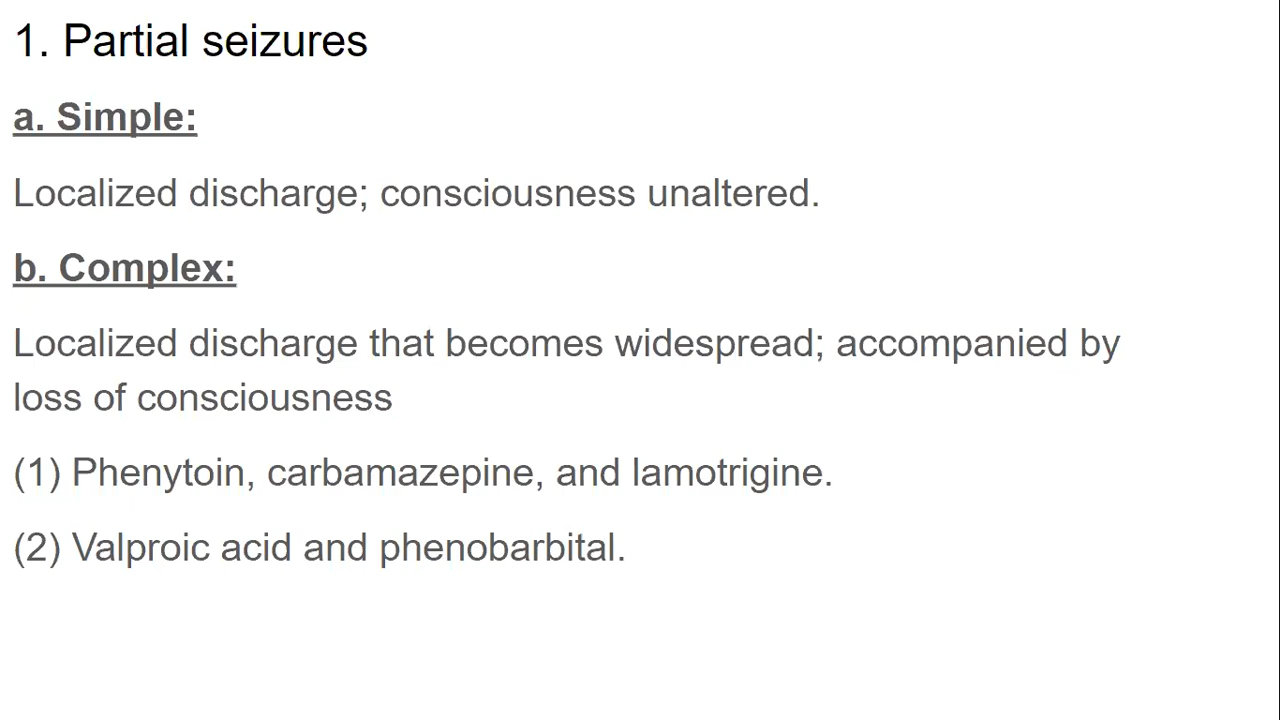 1. Partial seizures
a. Simple:
Localized discharge; consciousness unaltered.
b. Complex:
Localized discharge that becomes widespread; accompanied by
loss of consciousness
(1) Phenytoin, carbamazepine, and lamotrigine.
(2) Valproic acid and phenobarbital.